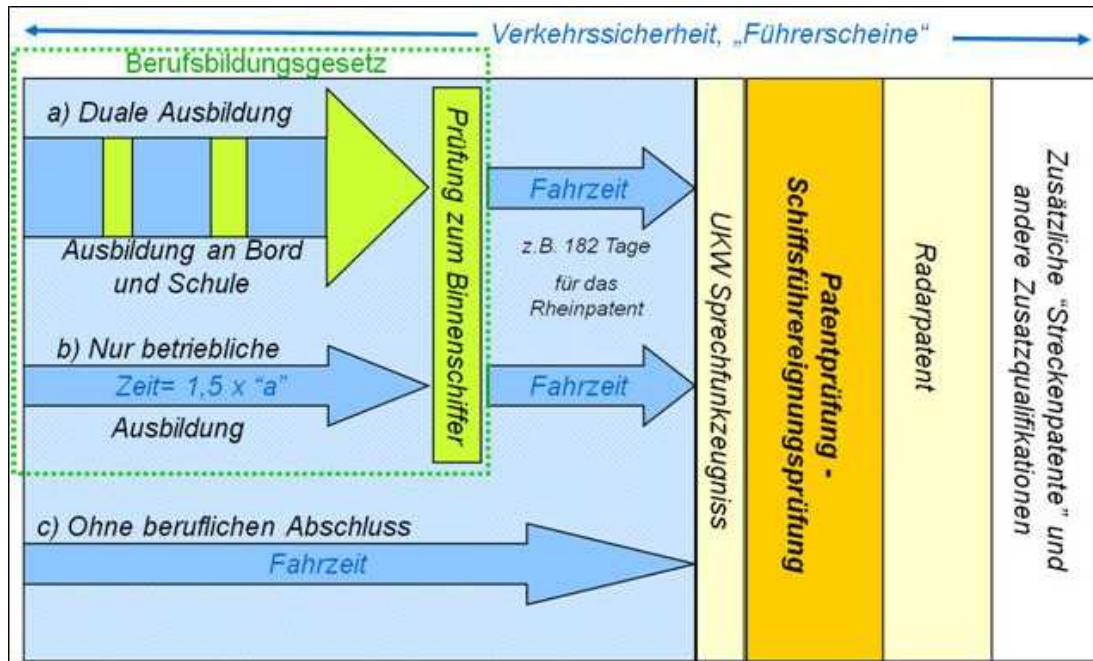 Verkehrssicherheit, „Führerscheine“
Berufsbildungsgesetz
a) Duale Ausbildung
Ausbildung an Bord
und Schule
b) Nur betriebliche
Zeit= 1,5 x “a”
Ausbildung
c) Ohne beruflichen Abschluss
Fahrzeit
Prüfung zum Binnenschiffer
Fahrzeit
z.B. 182 Tage
für das
Rheinpatent
Fahrzeit
UKW Sprechfunkzeugniss
Patentprüfung -
Schiffsführereignungsprüfung
Radarpatent
Zusätzliche “Streckenpatente” und
andere Zusatzqualifikationen